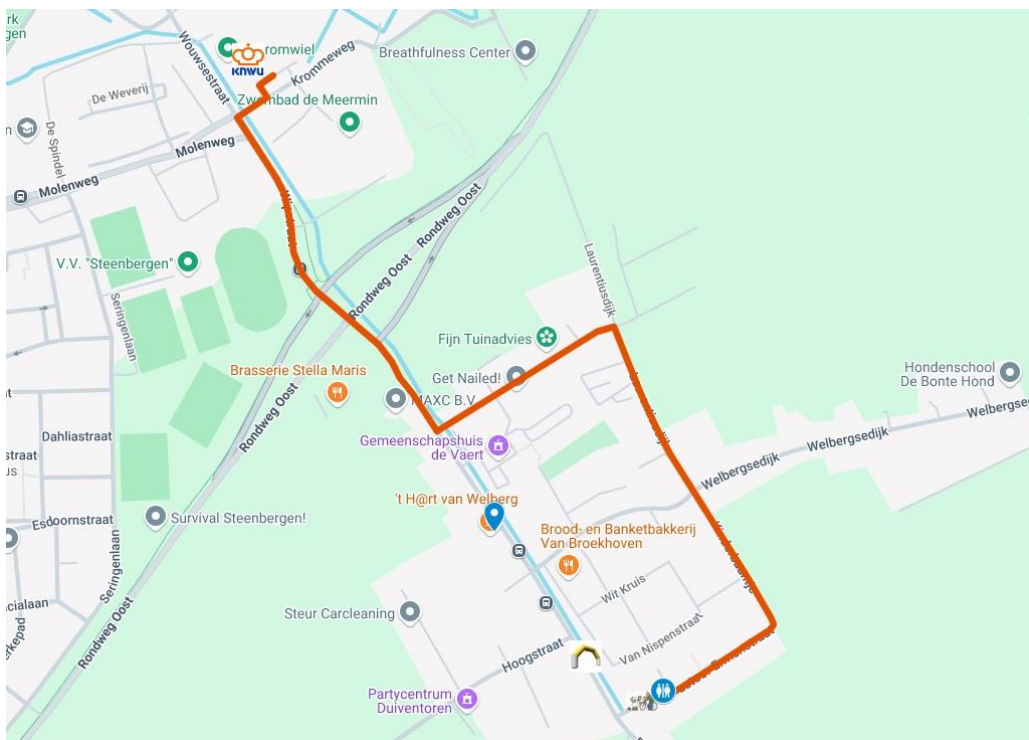 rk
gen
Wouwsestraat
romwiel
KNWU
Krommeweg
Breathfulness Center
De Weverij
Zwembad de Meermin
n
De Spindel
Molenweg
Molenweg
Rondweg Oost
Rondweg Oost
Laurentiusdijk
V.V. "Steenbergen"
Seringenlaan
Fijn Tuinadvies
Brasserie Stella Maris
Get Nailed!
MAXC B.V.
Hondenschool
De Bonte Hond
Rondweg Oost
Dahliastraat
Gemeenschapshuis
de Vaert
Welbergsedijk
Welbergsedijk
Welbergsed
straat
us
't H@rt van Welberg
Esdoornstraat
Survival Steenbergen!
Brood- en Banketbakkerij
Van Broekhoven
Seringenlaan
Wit Kruis
cialaan
Steur Carcleaning
Van Nispenstraat
Hoogstraat
erkepad
Rondweg Oost
Partycentrum
Duiventoren